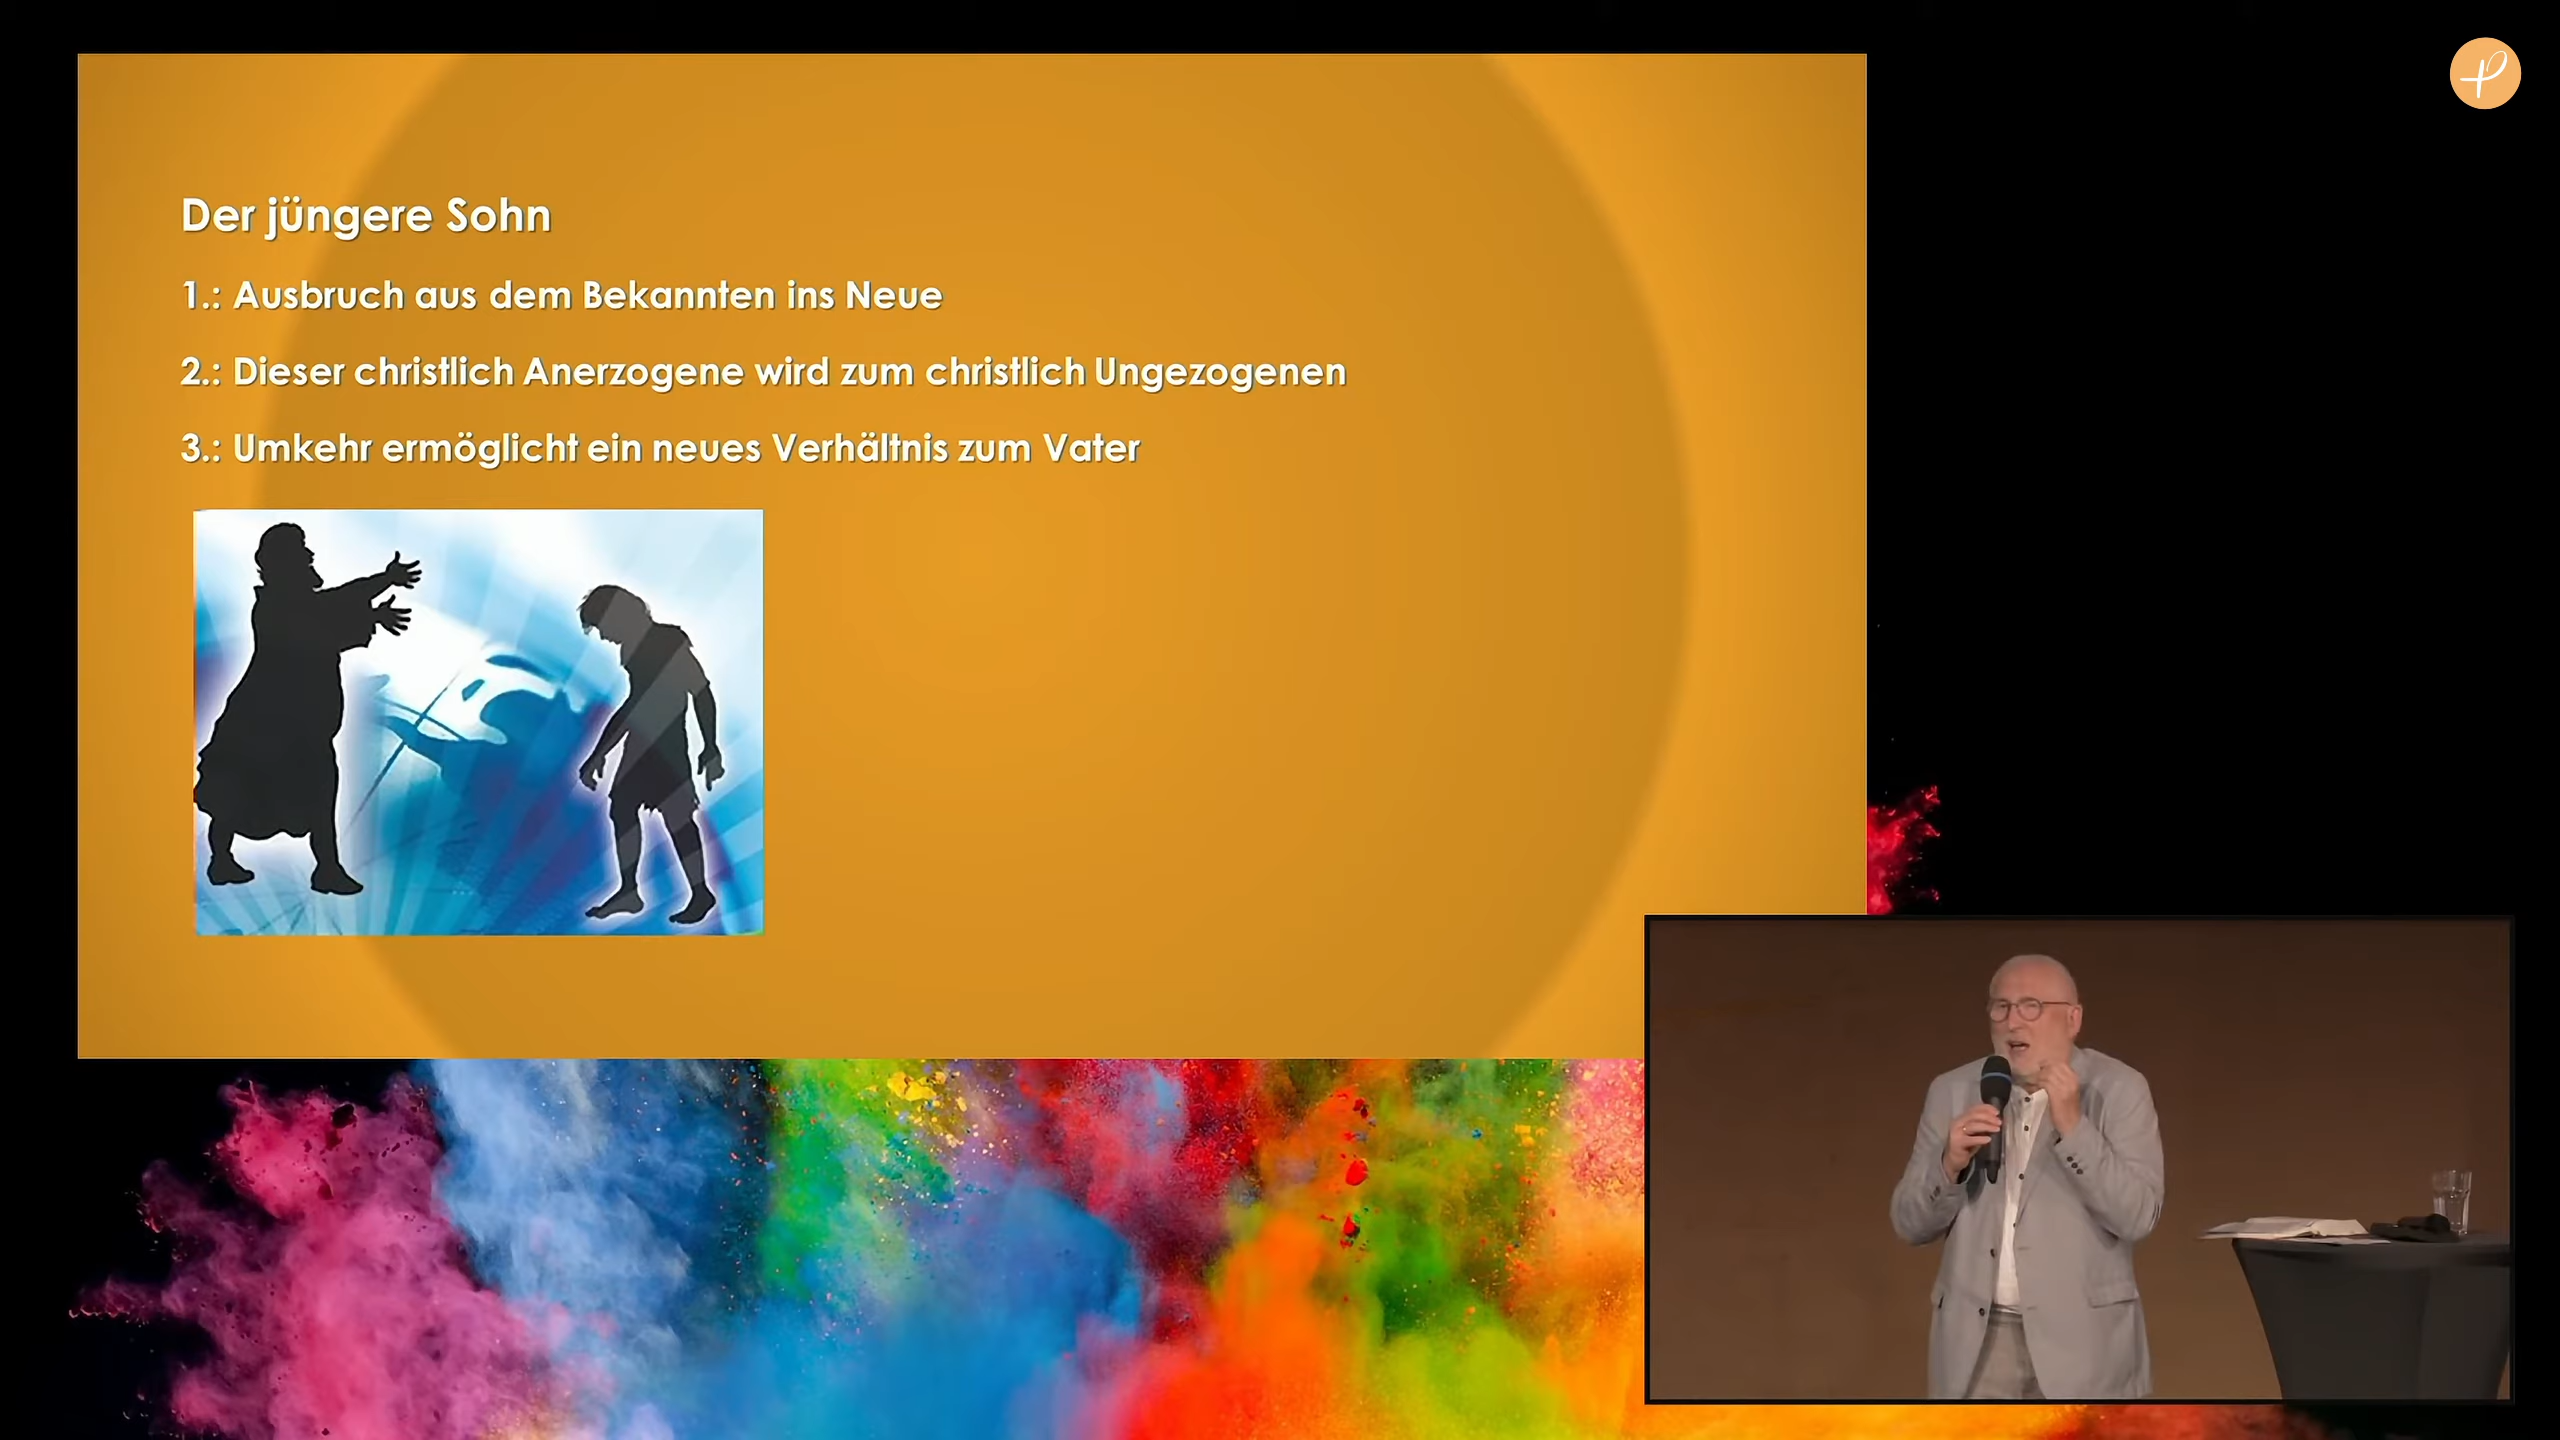 Der jüngere Sohn
1.: Ausbruch aus dem Bekannten ins Neue
2.: Dieser christlich Anerzogene wird zum christlich Ungezogenen
3.: Umkehr ermöglicht ein neues Verhältnis zum Vater